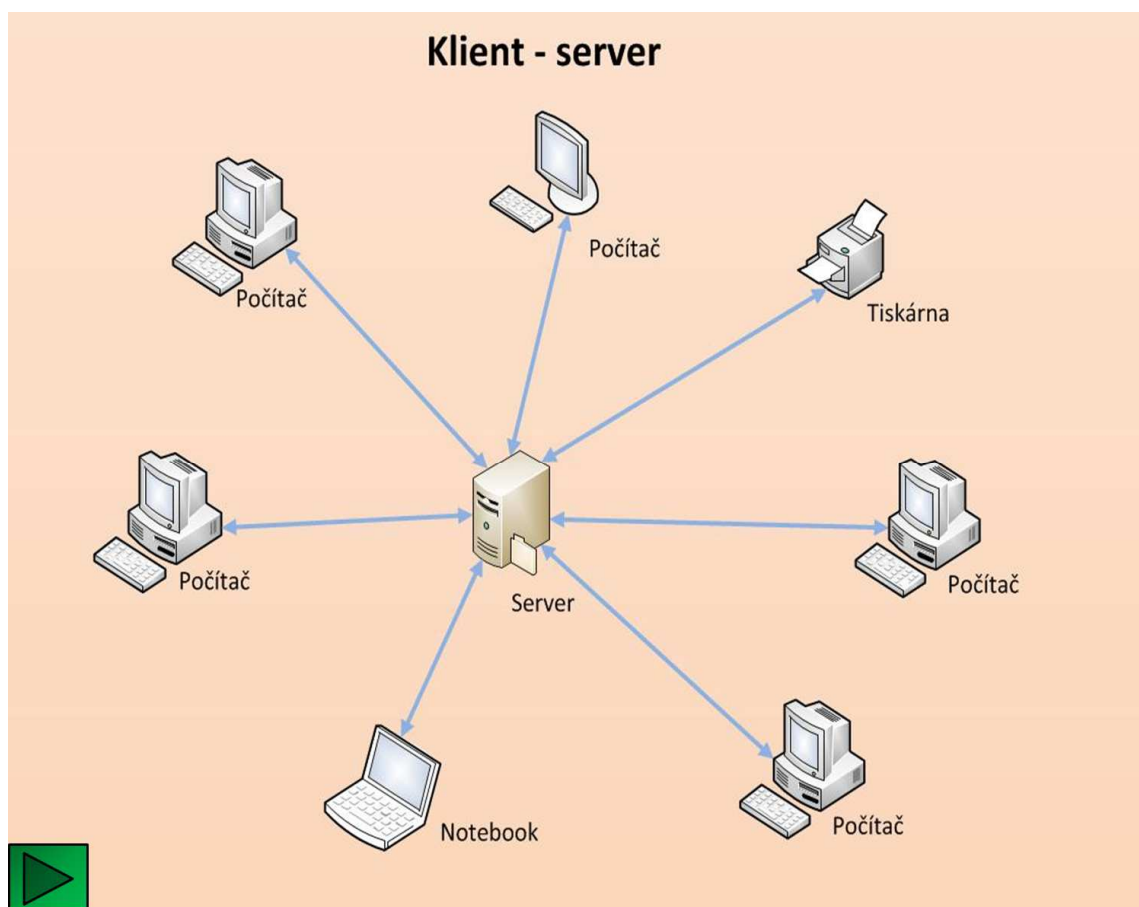 Klient - server
Počítač
Počítač
Tiskárna
Počítač
Server
Počítač
Notebook
Počítač